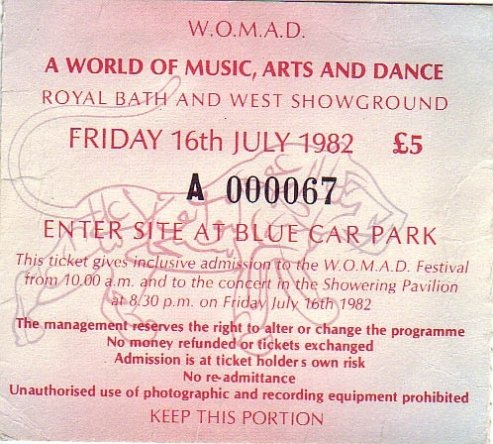 W.O.M.A.D.
A WORLD OF MUSIC, ARTS AND DANCE
ROYAL BATH AND WEST SHOWGROUND
FRIDAY 16th JULY 1982 £5
A 000067
ENTER SITE AT BLUE CAR PARK
This ticket gives inclusive admission to the W.O.M.A.D. Festival
from 10.00 a.m. and to the concert in the Showering Pavilion
at 8.30 p.m. on Friday July 16th 1982
The management reserves the right to alter or change the programme
No money refunded or tickets exchanged
Admission is at ticket holders own risk
No re-admittance
Unauthorised use of photographic and recording equipment prohibited
KEEP THIS PORTION